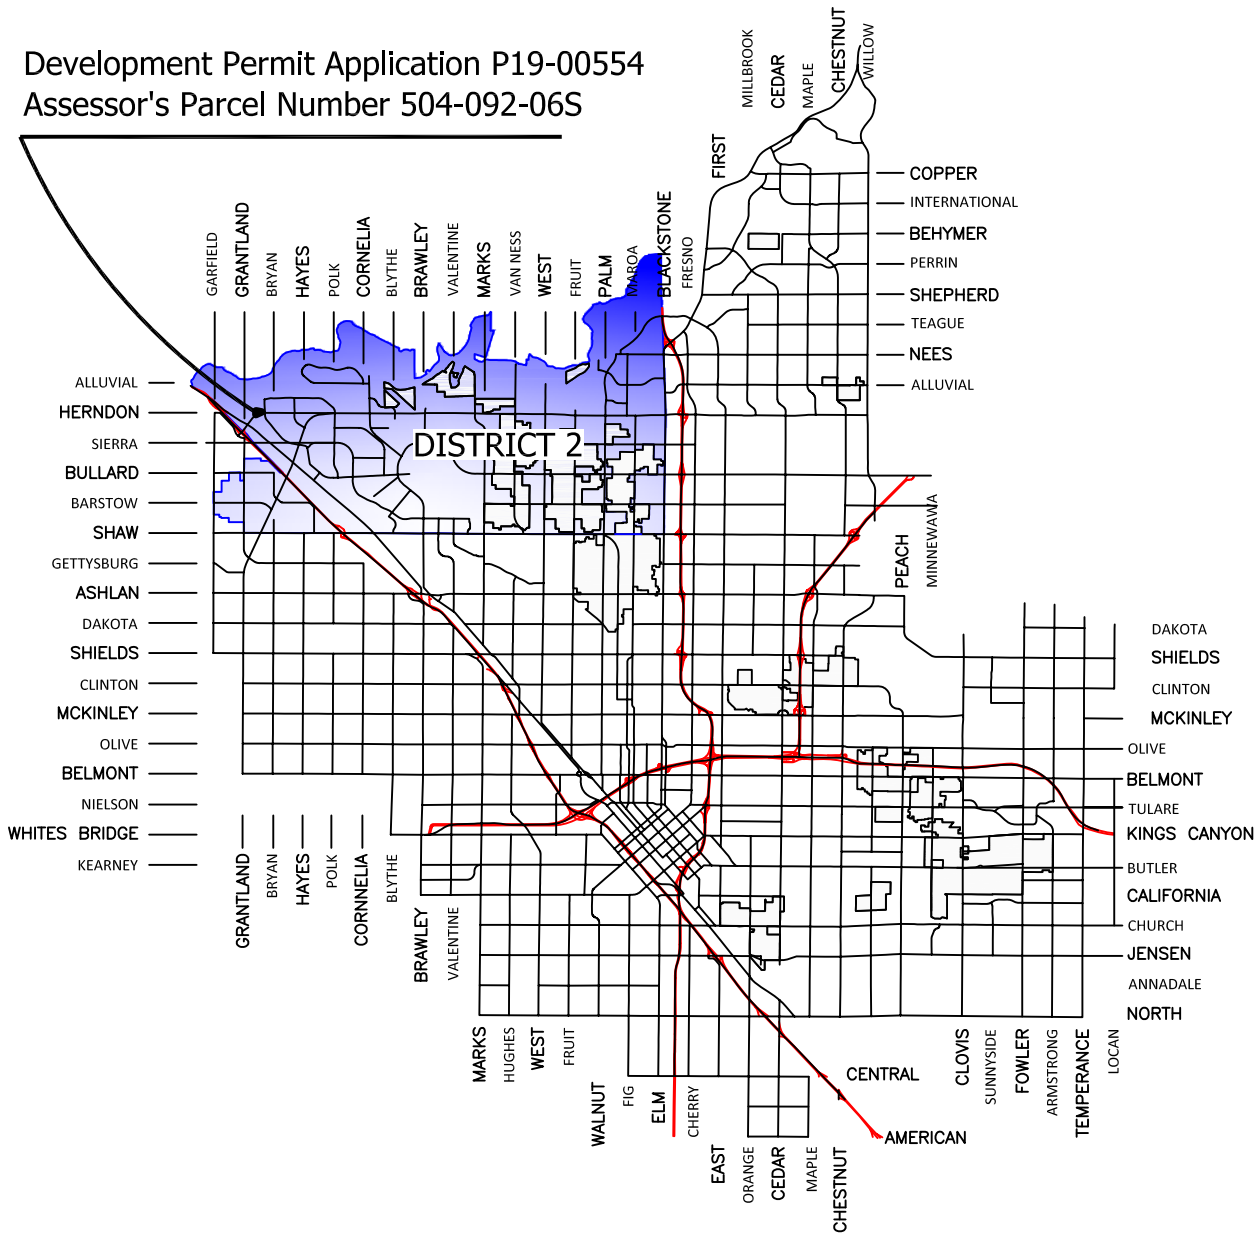 Development Permit Application P19-00554
Assessor's Parcel Number 504-092-06S
MILLBROOK
CEDAR
MAPLE
CHESTNUT
WILLOW
FIRST
COPPER
INTERNATIONAL
BEHYMER
PERRIN
SHEPHERD
TEAGUE
NEES
ALLUVIAL
GARFIELD
GRANTLAND
BRYAN
HAYES
POLK
CORNELIA
BLYTHE
BRAWLEY
VALENTINE
MARKS
VAN NESS
WEST
FRUIT
PALM
MAROA
BLACKSTONE
FRESNO
ALLUVIAL
HERNDON
SIERRA
BULLARD
BARSTOW
SHAW
GETTYSBURG
ASHLAN
DAKOTA
SHIELDS
CLINTON
MCKINLEY
OLIVE
BELMONT
NIELSON
WHITES BRIDGE
KEARNEY
DISTRICT 2
PEACH
MINNEWAWA
DAKOTA
SHIELDS
CLINTON
MCKINLEY
OLIVE
BELMONT
TULARE
KINGS CANYON
BUTLER
CALIFORNIA
CHURCH
JENSEN
ANNADALE
NORTH
GRANTLAND
BRYAN
HAYES
POLK
CORNNELIA
BLYTHE
BRAWLEY
VALENTINE
MARKS
HUGHES
WEST
FRUIT
WALNUT
FIG
ELM
CHERRY
EAST
ORANGE
CEDAR
MAPLE
CHESTNUT
CENTRAL
AMERICAN
CLOVIS
SUNNYSIDE
FOWLER
ARMSTRONG
TEMPERANCE
LOCAN